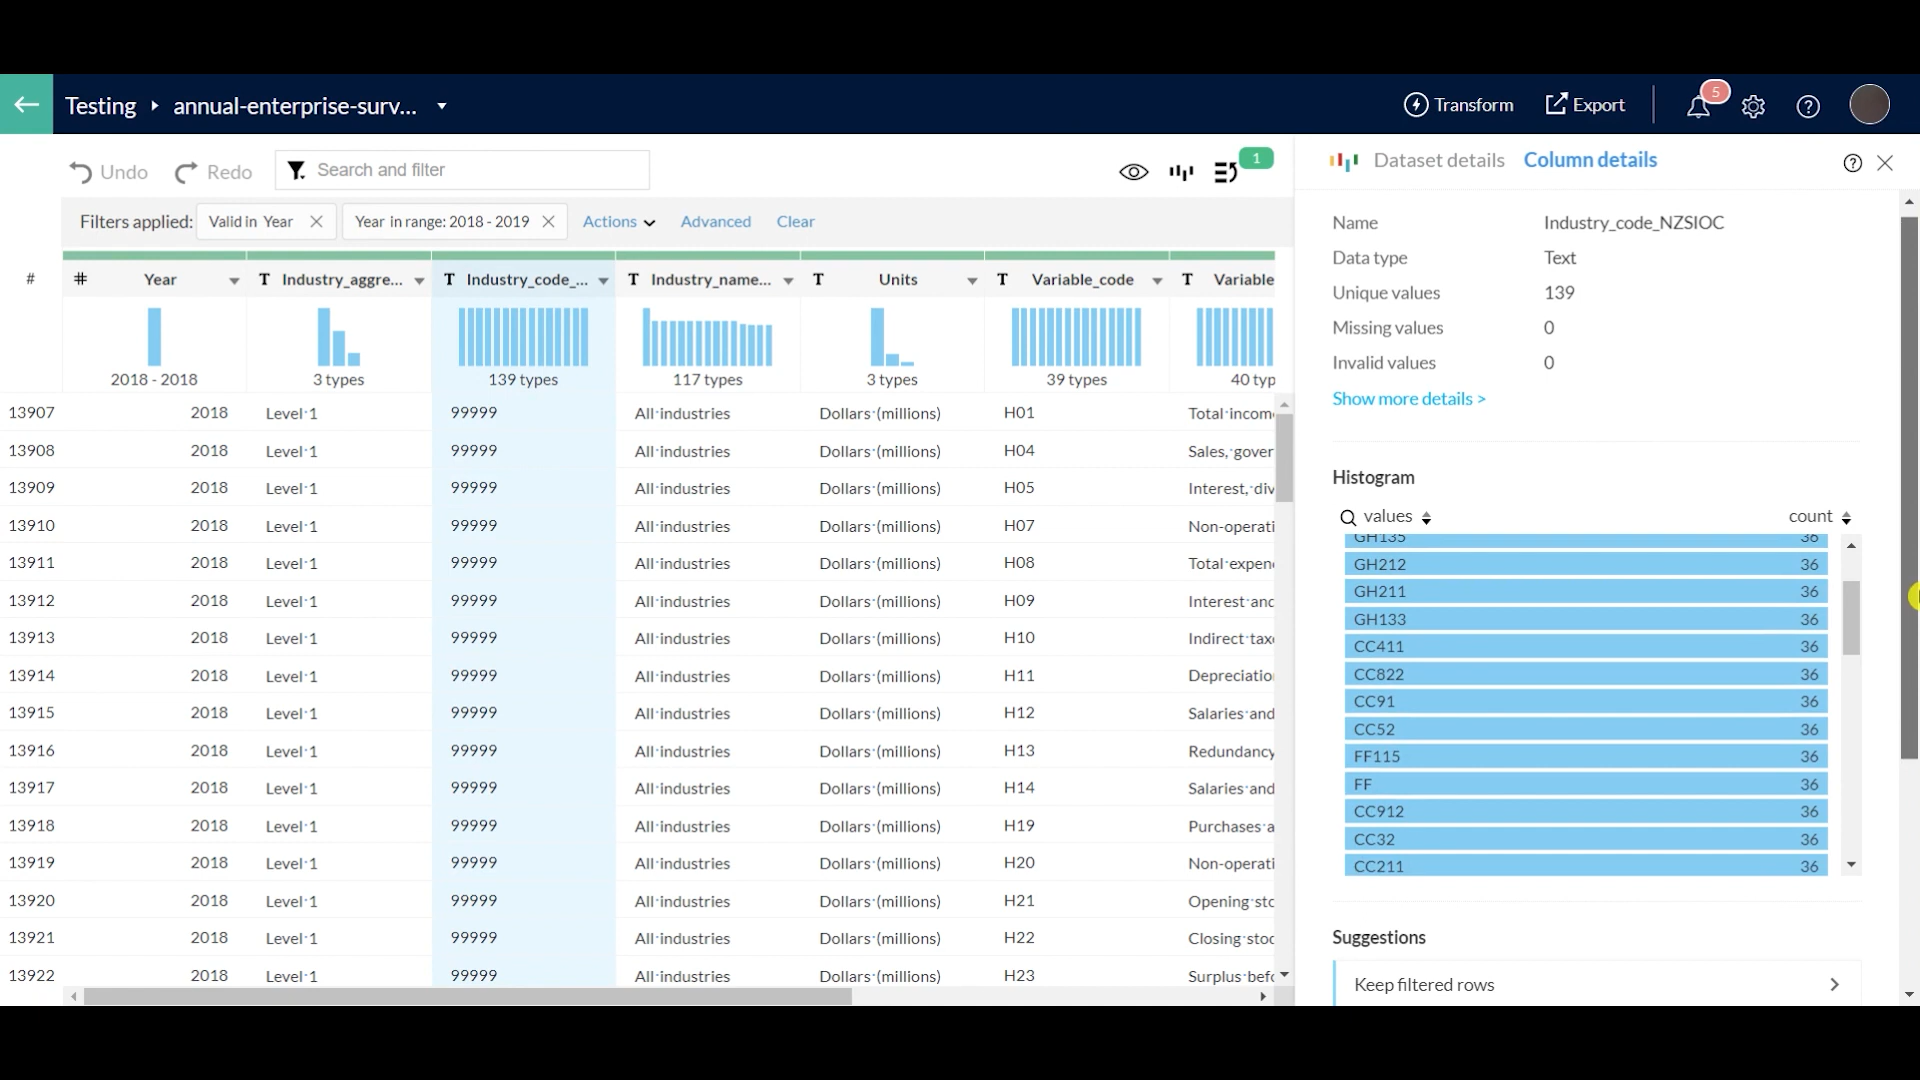 Testing annual-enterprise-surv... Transform Export 5
Undo Redo Search and filter 1
Filters applied: Valid in Year Year in range: 2018 - 2019 Actions Advanced Clear
# Year Industry_aggre... Industry_code_... Industry_name... Units Variable_code Variable
2018 - 2018 3 types 139 types 117 types 3 types 39 types 40 typ
13907 2018 Level·1 99999 All·industries Dollars·(millions) H01 Total·incom
13908 2018 Level·1 99999 All·industries Dollars·(millions) H04 Sales,·gover
13909 2018 Level·1 99999 All·industries Dollars·(millions) H05 Interest,·div
13910 2018 Level·1 99999 All·industries Dollars·(millions) H07 Non-operati
13911 2018 Level·1 99999 All·industries Dollars·(millions) H08 Total·expen
13912 2018 Level·1 99999 All·industries Dollars·(millions) H09 Interest·and
13913 2018 Level·1 99999 All·industries Dollars·(millions) H10 Indirect·tax
13914 2018 Level·1 99999 All·industries Dollars·(millions) H11 Depreciatio
13915 2018 Level·1 99999 All·industries Dollars·(millions) H12 Salaries·and
13916 2018 Level·1 99999 All·industries Dollars·(millions) H13 Redundancy
13917 2018 Level·1 99999 All·industries Dollars·(millions) H14 Salaries·and
13918 2018 Level·1 99999 All·industries Dollars·(millions) H19 Purchases·a
13919 2018 Level·1 99999 All·industries Dollars·(millions) H20 Non-operati
13920 2018 Level·1 99999 All·industries Dollars·(millions) H21 Opening·sto
13921 2018 Level·1 99999 All·industries Dollars·(millions) H22 Closing·stoc
13922 2018 Level·1 99999 All·industries Dollars·(millions) H23 Surplus·befo
Dataset details Column details
Name Industry_code_NZSIOC
Data type Text
Unique values 139
Missing values 0
Invalid values 0
Show more details >
Histogram
values count
GH135 36
GH212 36
GH211 36
GH133 36
CC411 36
CC822 36
CC91 36
CC52 36
FF115 36
FF 36
CC912 36
CC32 36
CC211 36
Suggestions
Keep filtered rows